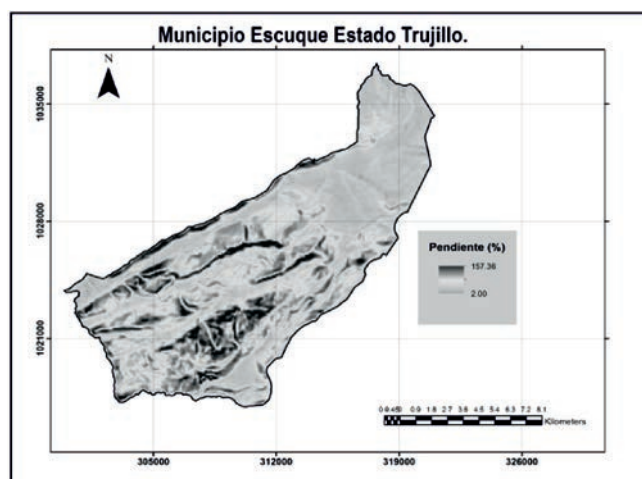 Municipio Escuque Estado Trujillo.
N
1035000
1028000
1021000
Pendiente (%)
157.36
2.00
0.9 1.8 2.7 3.6 4.5 5.4 6.3 7.2 8.1
Kilometers
305000 312000 319000 326000